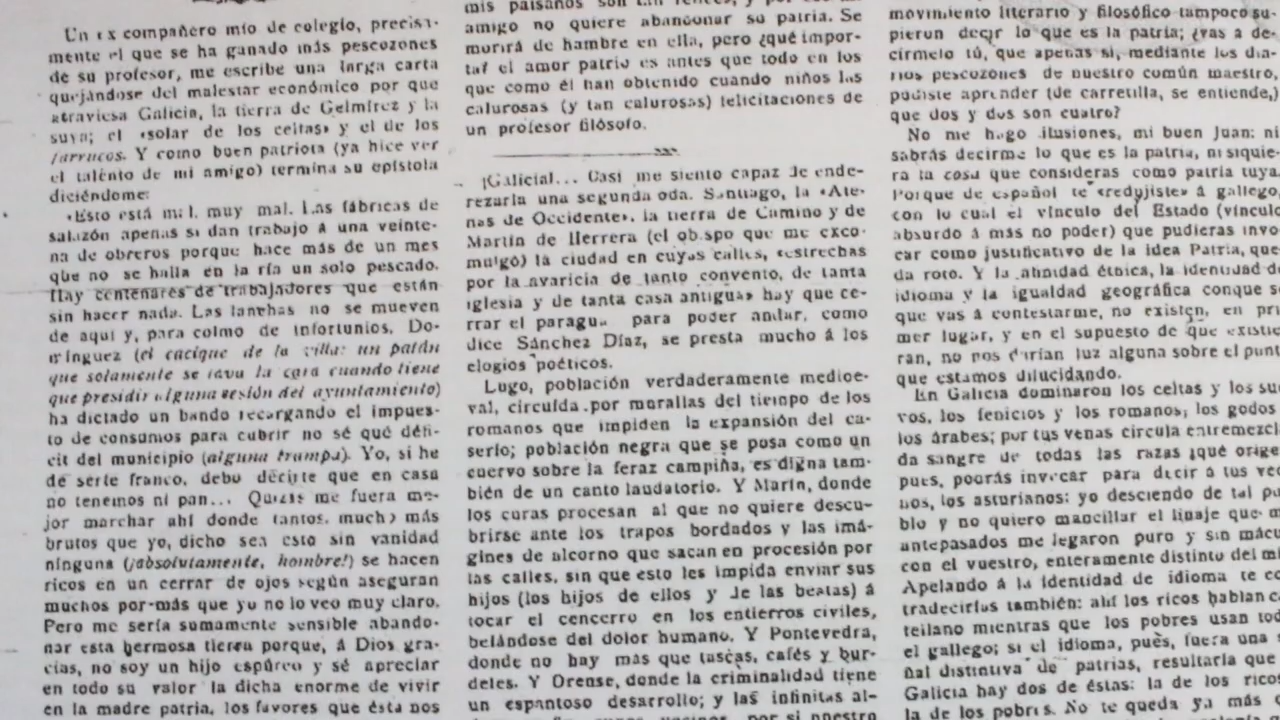 Un ex compañero mío de colegio, precisa-
mente el que se ha ganado más pescozones
de su profesor, me escribe una larga carta
quejándose del malestar económico por que
atraviesa Galicia, la tierra de Gelmírez y la
suya; el «solar de los celtas» y el de los
farrucos. Y como buen patriota (ya hice ver
el talento de mi amigo) termina su epístola
diciéndome:
«Esto está mal, muy mal. Las fábricas de
salazón apenas si dan trabajo á una veinte-
na de obreros porque hace más de un mes
que no se halla en la ría un solo pescado.
Hay centenares de trabajadores que están
sin hacer nada. Las lanchas no se mueven
de aquí y, para colmo de infortunios, Do-
mínguez (el cacique de la villa: un patán
que solamente se lava la cara cuando tiene
que presidir alguna sesión del ayuntamiento)
ha dictado un bando recargando el impues-
to de consumos para cubrir no sé qué défi-
cit del municipio (alguna trampa). Yo, si he
de serte franco, debo decirte que en casa
no tenemos ni pan... Quizás me fuera me-
jor marchar ahí donde tantos, mucho más
brutos que yo, dicho sea esto sin vanidad
ninguna (¡absolutamente, hombre!) se hacen
ricos en un cerrar de ojos según aseguran
muchos por-más que yo no lo veo muy claro.
Pero me sería sumamente sensible abando-
nar esta hermosa tierra porque, á Dios gra-
cias, no soy un hijo espúreo y sé apreciar
en todo su valor la dicha enorme de vivir
en la madre patria, los favores que ésta nos
mis paisanos son tan
amigo no quiere abandonar su patria. Se
morirá de hambre en ella, pero ¿qué impor-
ta? el amor patrio es antes que todo en los
que como él han obtenido cuando niños las
calurosas (y tan calurosas) felicitaciones de
un profesor filósofo.
¡Galicia!... Casi me siento capaz de ende-
rezarla una segunda oda. Santiago, la «Ate-
nas de Occidente», la tierra de Camino y de
Martín de Herrera (el obispo que me exco-
mulgó) la ciudad en cuyas calles, «estrechas
por la avaricia de tanto convento, de tanta
iglesia y de tanta casa antigua» hay que ce-
rrar el paragua para poder andar, como
dice Sánchez Díaz, se presta mucho á los
elogios poéticos.
Lugo, población verdaderamente medioe-
val, circuída por murallas del tiempo de los
romanos que impiden la expansión del ca-
serío; población negra que se posa como un
cuervo sobre la feraz campiña, es digna tam-
bién de un canto laudatorio. Y Marín, donde
los curas procesan al que no quiere descu-
brirse ante los trapos bordados y las imá-
gines de alcorno que sacan en procesión por
las calles, sin que esto les impida enviar sus
hijos (los hijos de ellos y de las beatas) á
tocar el cencerro en los entierros civiles,
befándose del dolor humano. Y Pontevedra,
donde no hay más que tascas, cafés y bur-
deles. Y Orense, donde la criminalidad tiene
un espantoso desarrollo; y las infinitas al-
por si nuestro
movimiento literario y filosófico tampoco su-
pieron decir lo que es la patria; ¿vas á de-
círmelo tú, que apenas si, mediante los dia-
rios pescozones de nuestro común maestro,
pudiste aprender (de carretilla, se entiende,)
que dos y dos son cuatro?
No me hago ilusiones, mi buen Juan: ni
sabrás decirme lo que es la patria, ni siquie-
ra la cosa que consideras como patria tuya.
Porque de español te «redujiste» á gallego,
con lo cual el vínculo del Estado (vínculo
absurdo á más no poder) que pudieras invo-
car como justificativo de la idea Patria, que-
da roto. Y la afinidad étnica, la identidad d
idioma y la igualdad geográfica conque s
que vas á contestarme, no existen, en pri
mer lugar, y en el supuesto de que existie
ran, no nos darían luz alguna sobre el punt
que estamos dilucidando.
En Galicia dominaron los celtas y los su
vos, los fenicios y los romanos, los godos
los árabes; por tus venas circula entremezcl
da sangre de todas las razas ¡qué orige
pues, podrás invocar para decir á tus vec
nos, los asturianos: yo desciendo de tal pu
blo y no quiero mancillar el linaje que m
antepasados me legaron puro y sin mácu
con el vuestro, enteramente distinto del mí
Apelando á la identidad de idioma te co
tradecirías también: ahí los ricos hablan ca
tellano mientras que los pobres usan tod
el gallego; si el idioma, pués, fuera una s
ñal distintiva de patrias, resultaría que
Galicia hay dos de éstas: la de los ricos
la de los pobres. No te queda ya más